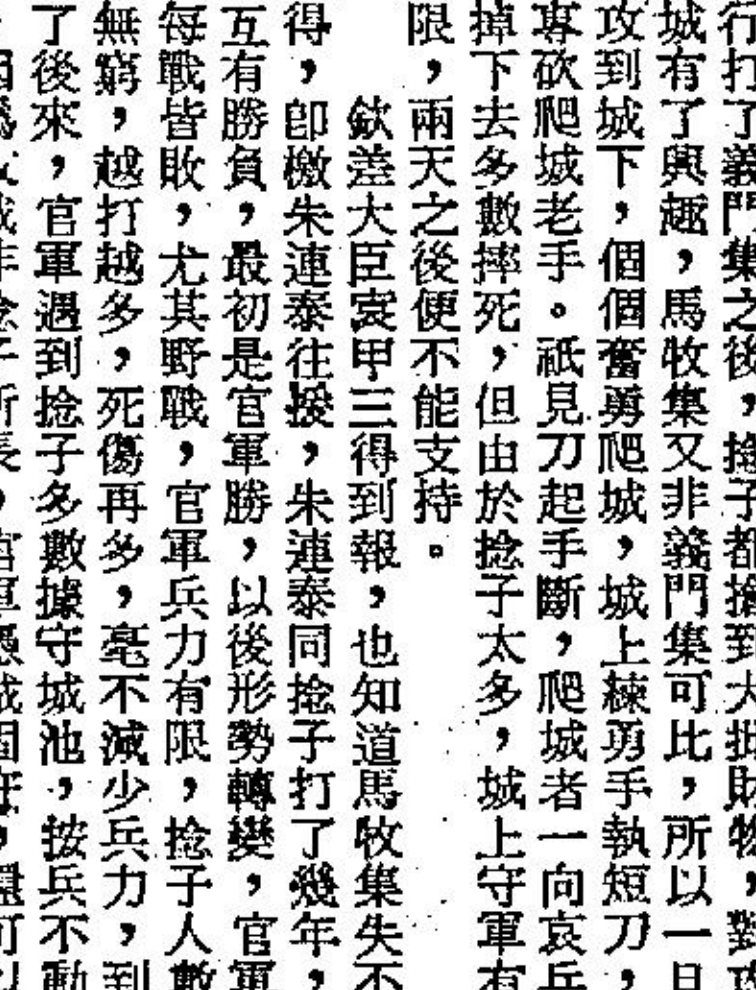 行打了義門集之後，捻子都搶到大批財物，對攻
城有了興趣，馬牧集又非義門集可比，所以一旦
攻到城下，個個奮勇爬城，城上練勇手執短刀，
專砍爬城老手。祇見刀起手斷，爬城者一向哀兵
掉下去多數摔死，但由於捻子太多，城上守軍有
限，兩天之後便不能支持。
欽差大臣袁甲三得到報，也知道馬牧集失不
得，卽檄朱連泰往援，朱連泰同捻子打了幾年，
互有勝負，最初是官軍勝，以後形勢轉變，官軍
每戰皆敗，尤其野戰，官軍兵力有限，捻子人數
無窮，越打越多，死傷再多，毫不減少兵力，到
了後來，官軍遇到捻子多數據守城池，按兵不動